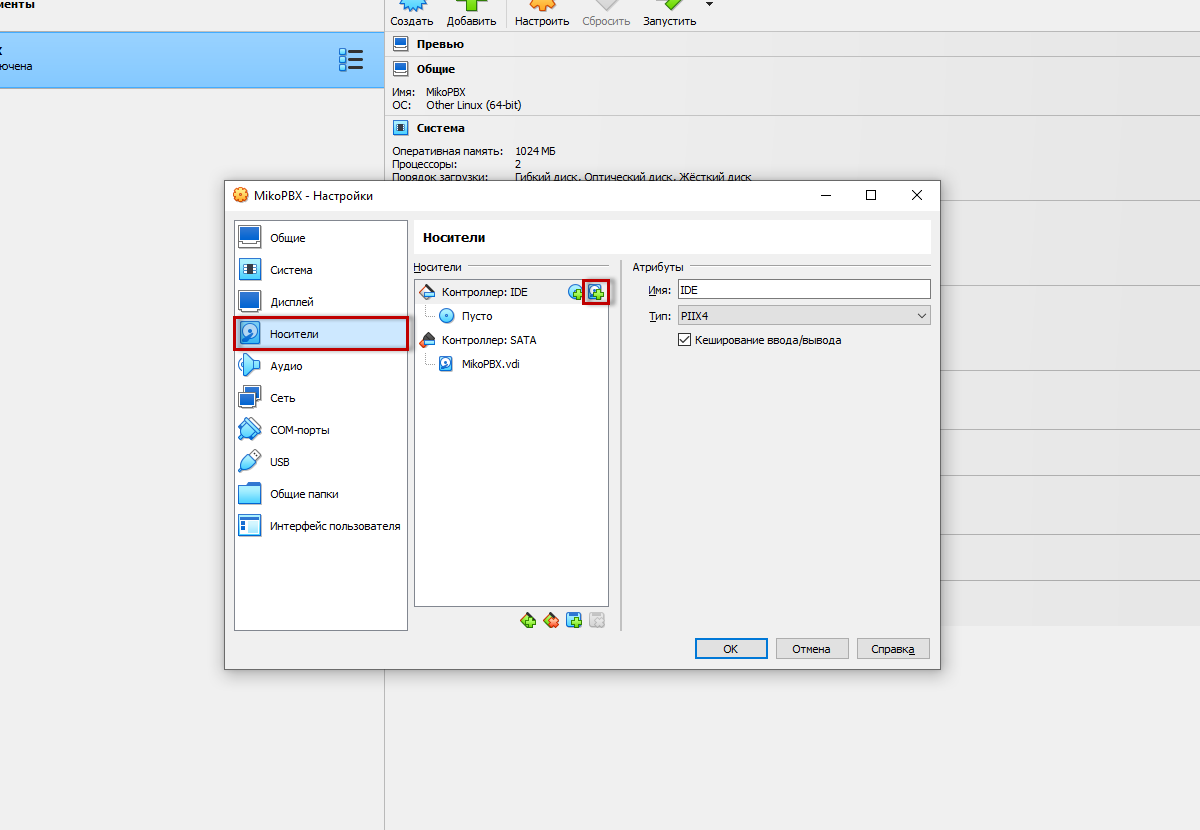 Создать Добавить Настроить Сбросить Запустить
Превью
Общие
Имя: MikoPBX
ОС: Other Linux (64-bit)
Система
Оперативная память: 1024 МБ
Процессоры: 2
Порядок загрузки: Гибкий диск, Оптический диск, Жёсткий диск
MikoPBX - Настройки
Общие
Система
Дисплей
Носители
Аудио
Сеть
COM-порты
USB
Общие папки
Интерфейс пользователя
Носители
Носители
Контроллер: IDE
Пусто
Контроллер: SATA
MikoPBX.vdi
Атрибуты
Имя: IDE
Тип: PIIX4
Кеширование ввода/вывода
OK Отмена Справка